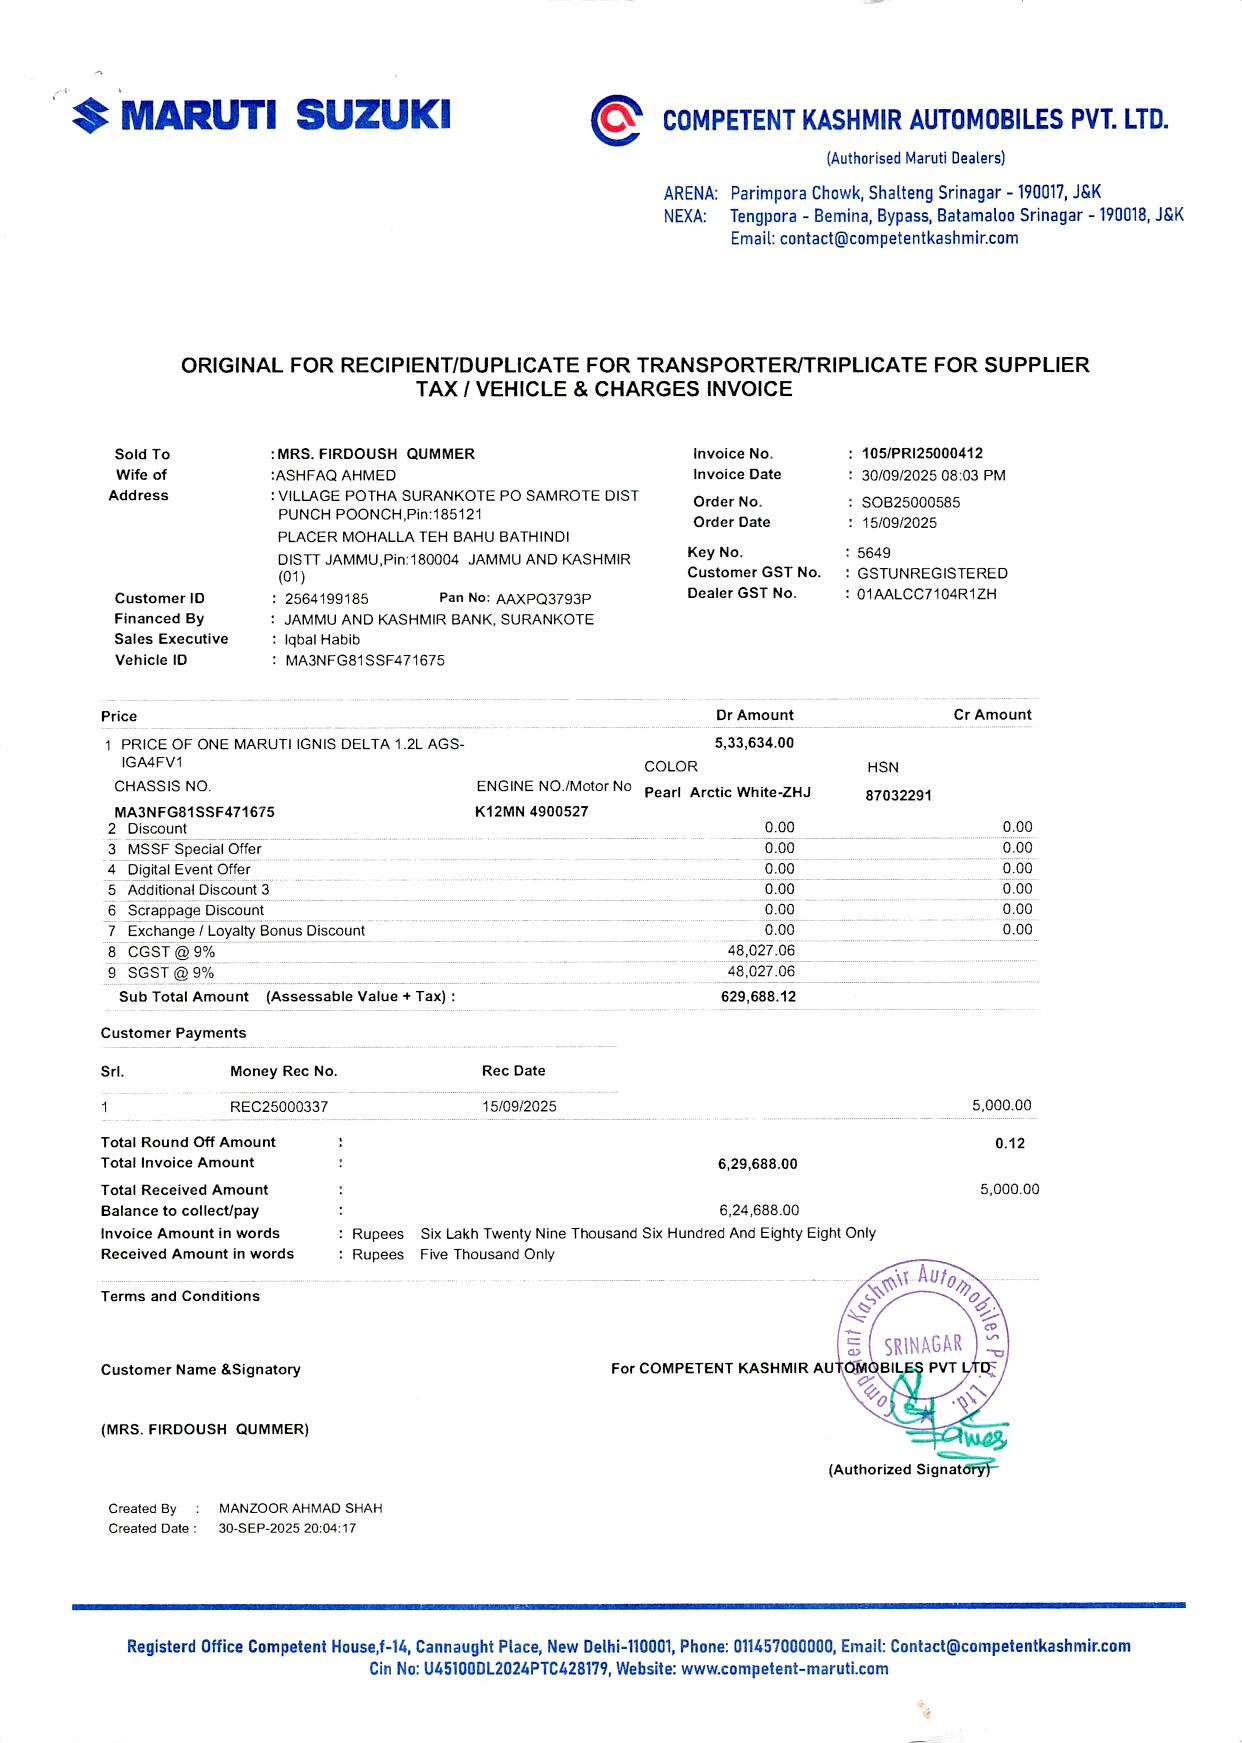 MARUTI SUZUKI
COMPETENT KASHMIR AUTOMOBILES PVT. LTD.
(Authorised Maruti Dealers)
ARENA: Parimpora Chowk, Shalteng Srinagar - 190017, J&K
NEXA: Tengpora - Bemina, Bypass, Batamaloo Srinagar - 190018, J&K
Email: contact@competentkashmir.com
ORIGINAL FOR RECIPIENT/DUPLICATE FOR TRANSPORTER/TRIPLICATE FOR SUPPLIER
TAX / VEHICLE & CHARGES INVOICE
Sold To : MRS. FIRDOUSH QUMMER
Wife of :ASHFAQ AHMED
Address : VILLAGE POTHA SURANKOTE PO SAMROTE DIST
PUNCH POONCH,Pin:185121
PLACER MOHALLA TEH BAHU BATHINDI
DISTT JAMMU,Pin:180004 JAMMU AND KASHMIR
(01)
Customer ID : 2564199185 Pan No: AAXPQ3793P
Financed By : JAMMU AND KASHMIR BANK, SURANKOTE
Sales Executive : Iqbal Habib
Vehicle ID : MA3NFG81SSF471675
Invoice No. : 105/PRI25000412
Invoice Date : 30/09/2025 08:03 PM
Order No. : SOB25000585
Order Date : 15/09/2025
Key No. : 5649
Customer GST No. : GSTUNREGISTERED
Dealer GST No. : 01AALCC7104R1ZH
Price Dr Amount Cr Amount
1 PRICE OF ONE MARUTI IGNIS DELTA 1.2L AGS- 5,33,634.00
IGA4FV1
COLOR HSN
CHASSIS NO. ENGINE NO./Motor No Pearl Arctic White-ZHJ 87032291
MA3NFG81SSF471675 K12MN 4900527
2 Discount 0.00 0.00
3 MSSF Special Offer 0.00 0.00
4 Digital Event Offer 0.00 0.00
5 Additional Discount 3 0.00 0.00
6 Scrappage Discount 0.00 0.00
7 Exchange / Loyalty Bonus Discount 0.00 0.00
8 CGST @ 9% 48,027.06
9 SGST @ 9% 48,027.06
Sub Total Amount (Assessable Value + Tax) : 629,688.12
Customer Payments
Srl. Money Rec No. Rec Date
1 REC25000337 15/09/2025 5,000.00
Total Round Off Amount : 0.12
Total Invoice Amount : 6,29,688.00
Total Received Amount : 5,000.00
Balance to collect/pay : 6,24,688.00
Invoice Amount in words : Rupees Six Lakh Twenty Nine Thousand Six Hundred And Eighty Eight Only
Received Amount in words : Rupees Five Thousand Only
Terms and Conditions
Competent Kashmir Automobiles Pvt. Ltd.
SRINAGAR
Customer Name &Signatory
For COMPETENT KASHMIR AUTOMOBILES PVT LTD
(MRS. FIRDOUSH QUMMER)
(Authorized Signatory)
Created By : MANZOOR AHMAD SHAH
Created Date : 30-SEP-2025 20:04:17
Registerd Office Competent House,f-14, Cannaught Place, New Delhi-110001, Phone: 011457000000, Email: Contact@competentkashmir.com
Cin No: U45100DL2024PTC428179, Website: www.competent-maruti.com